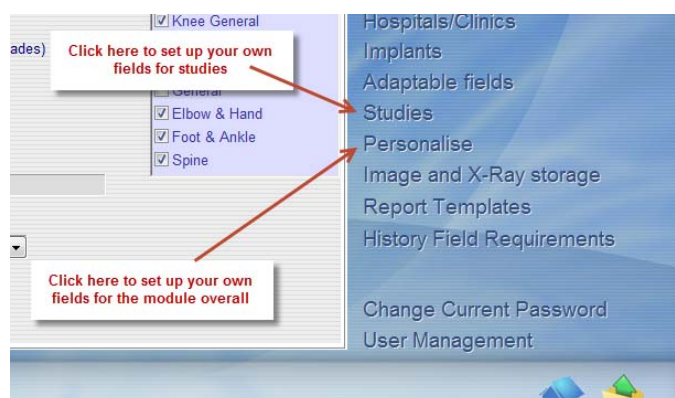 Knee General
ades)
Click here to set up your own
fields for studies
General
Elbow & Hand
Foot & Ankle
Spine
Click here to set up your own
fields for the module overall
Hospitals/Clinics
Implants
Adaptable fields
Studies
Personalise
Image and X-Ray storage
Report Templates
History Field Requirements
Change Current Password
User Management